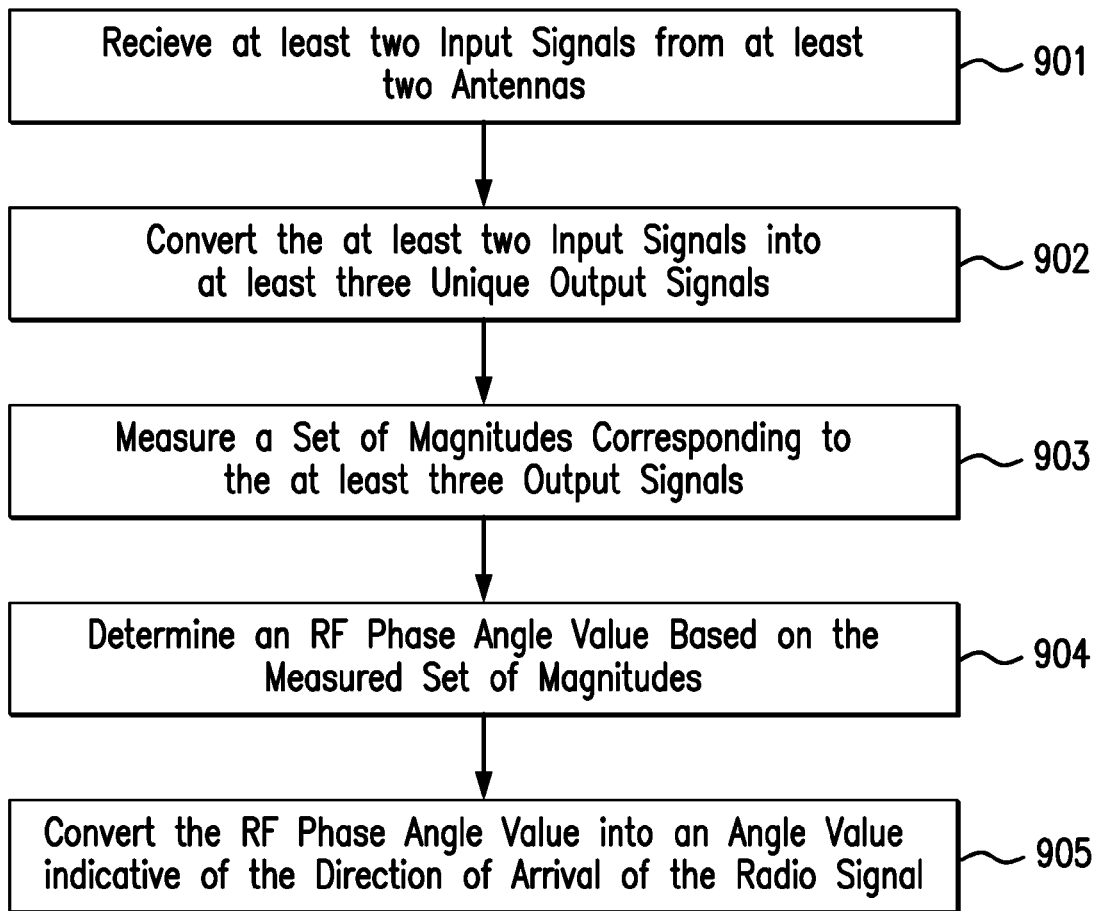 Recieve at least two Input Signals from at least
two Antennas
901
Convert the at least two Input Signals into
at least three Unique Output Signals
902
Measure a Set of Magnitudes Corresponding to
the at least three Output Signals
903
Determine an RF Phase Angle Value Based on the
Measured Set of Magnitudes
904
Convert the RF Phase Angle Value into an Angle Value
indicative of the Direction of Arrival of the Radio Signal
905